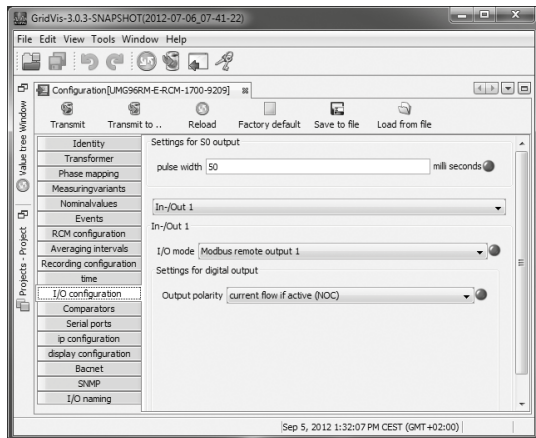 GridVis-3.0.3-SNAPSHOT(2012-07-06_07-41-22)
File Edit View Tools Window Help
Configuration[UMG96RM-E-RCM-1700-9209]
Transmit Transmit to .. Reload Factory default Save to file Load from file
Value tree Window
Projects - Project
Identity
Transformer
Phase mapping
Measuringvariants
Nominalvalues
Events
RCM configuration
Averaging intervals
Recording configuration
time
I/O configuration
Comparators
Serial ports
ip configuration
display configuration
Bacnet
SNMP
I/O naming
Settings for S0 output
pulse width 50 milli seconds
In-/Out 1
In-/Out 1
I/O mode Modbus remote output 1
Settings for digital output
Output polarity current flow if active (NOC)
Sep 5, 2012 1:32:07 PM CEST (GMT+02:00)